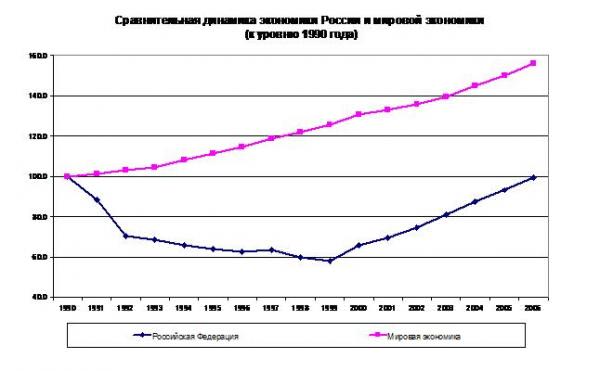 Сравнительная динамика экономики России и мировой экономики
(к уровню 1990 года)
160.0
140.0
120.0
100.0
80.0
60.0
40.0
1990 1991 1992 1993 1994 1995 1996 1997 1998 1999 2000 2001 2002 2003 2004 2005 2006
Российская Федерация Мировая экономика